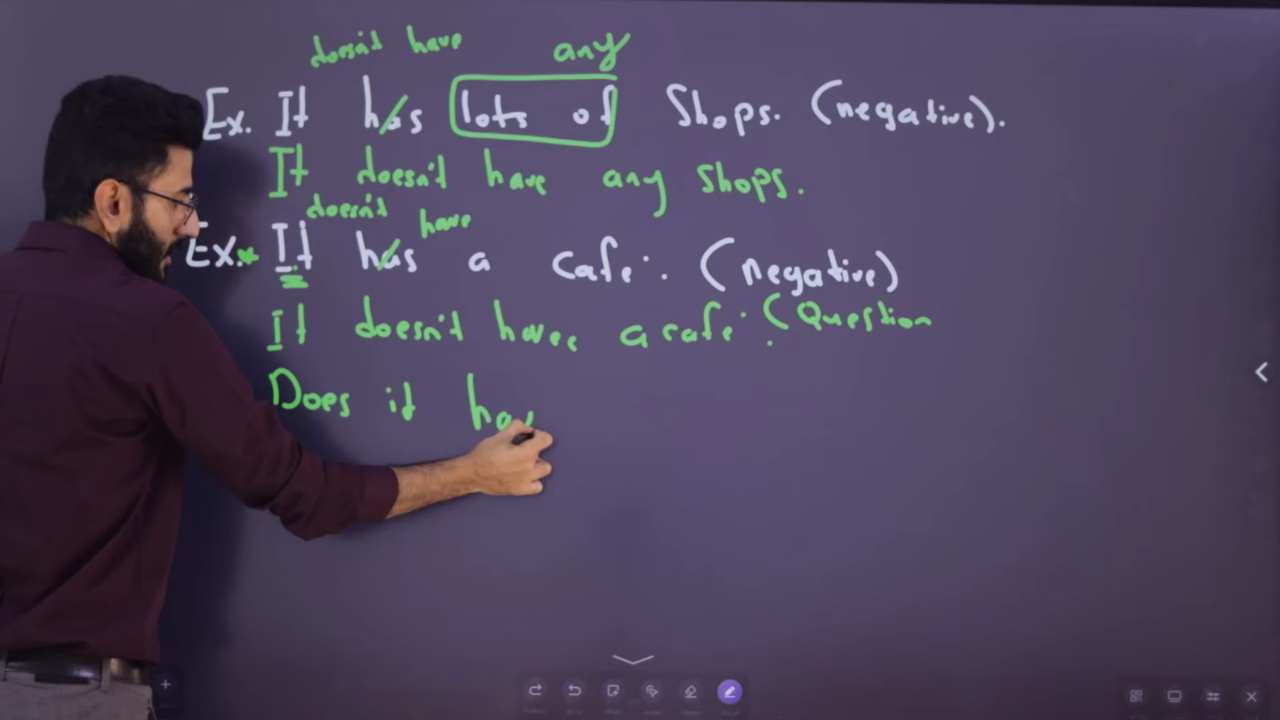 doesn't have any
Ex. It has lots of Shops. (negative).
It doesn't have any shops.
doesn't have
Ex. It has a cafe. (negative)
It doesn't have a cafe. (Question
Does it hav